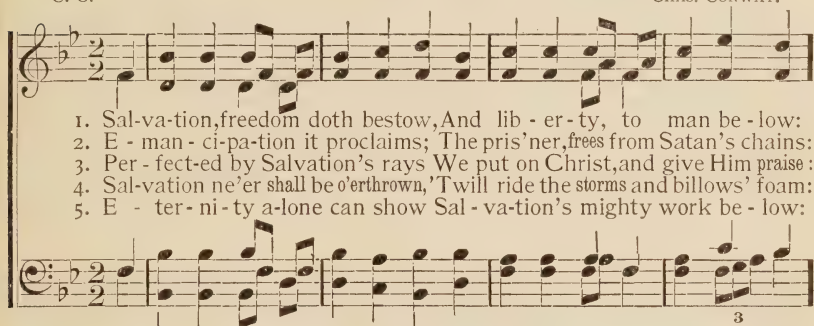 1. Sal-va-tion, freedom doth bestow, And lib - er-ty, to man be - low:
2. E - man - ci-pa-tion it proclaims; The pris'ner, frees from Satan's chains:
3. Per - fect-ed by Salvation's rays We put on Christ, and give Him praise:
4. Sal-vation ne'er shall be o'erthrown, 'Twill ride the storms and billows' foam:
5. E - ter - ni - ty a-lone can show Sal - va-tion's mighty work be - low:
3